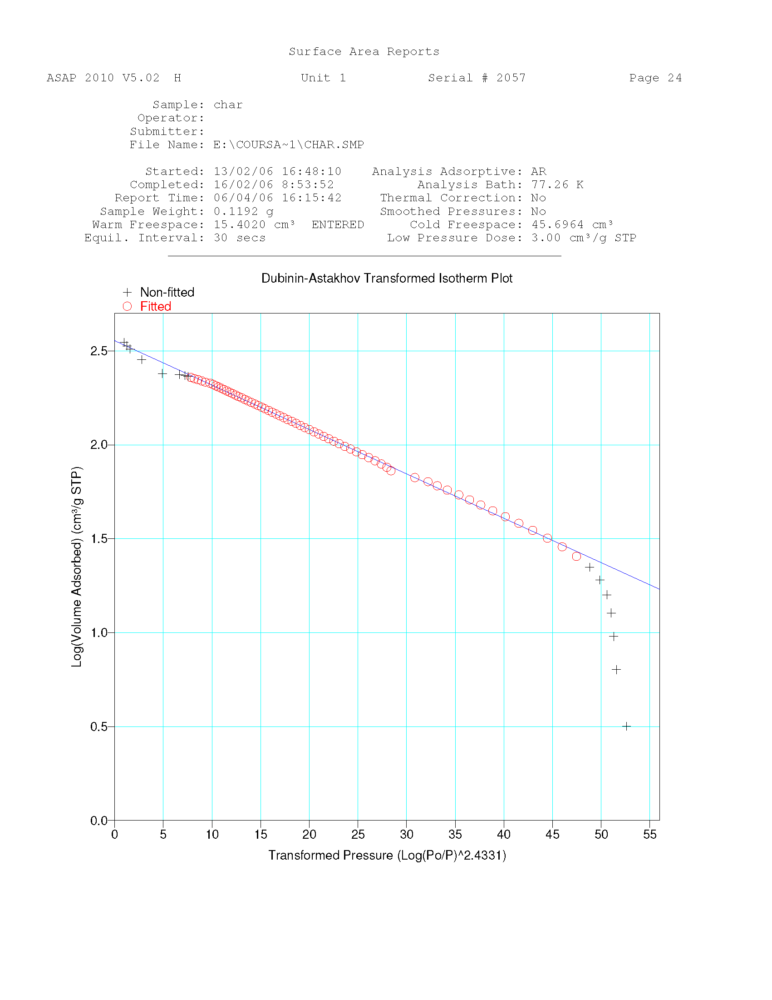 Surface Area Reports
ASAP 2010 V5.02 H Unit 1 Serial # 2057 Page 24
Sample: char
Operator:
Submitter:
File Name: E:\COURSA~1\CHAR.SMP
Started: 13/02/06 16:48:10 Analysis Adsorptive: AR
Completed: 16/02/06 8:53:52 Analysis Bath: 77.26 K
Report Time: 06/04/06 16:15:42 Thermal Correction: No
Sample Weight: 0.1192 g Smoothed Pressures: No
Warm Freespace: 15.4020 cm³ ENTERED Cold Freespace: 45.6964 cm³
Equil. Interval: 30 secs Low Pressure Dose: 3.00 cm³/g STP
Dubinin-Astakhov Transformed Isotherm Plot
+ Non-fitted
○ Fitted
2.5
2.0
1.5
1.0
0.5
0.0
Log(Volume Adsorbed) (cm³/g STP)
0 5 10 15 20 25 30 35 40 45 50 55
Transformed Pressure (Log(Po/P)^2.4331)